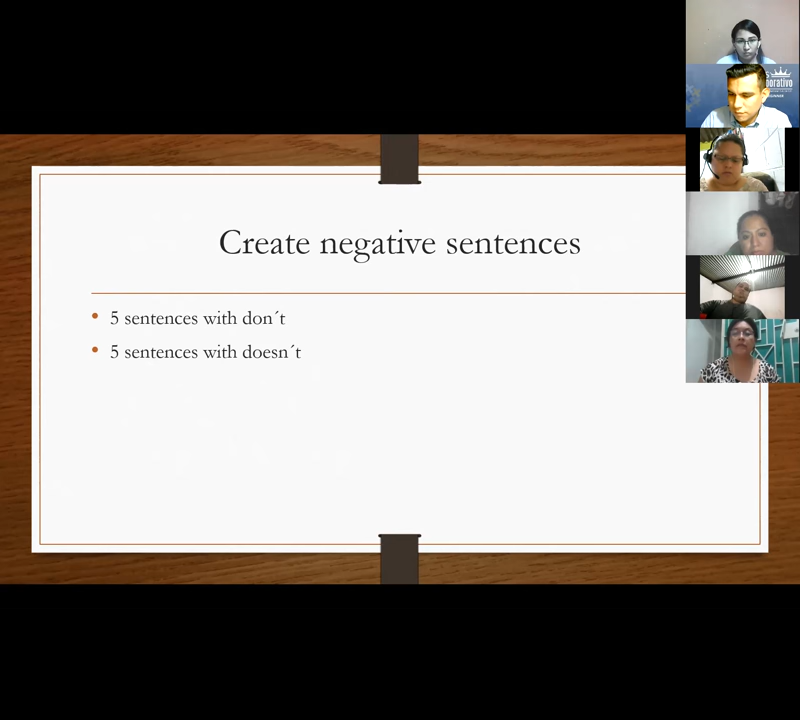 Create negative sentences
5 sentences with don´t
5 sentences with doesn´t